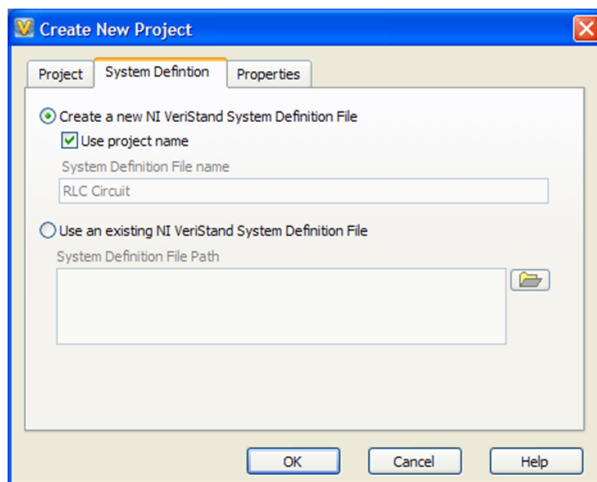 Create New Project
Project System Defintion Properties
Create a new NI VeriStand System Definition File
Use project name
System Definition File name
RLC Circuit
Use an existing NI VeriStand System Definition File
System Definition File Path
OK Cancel Help